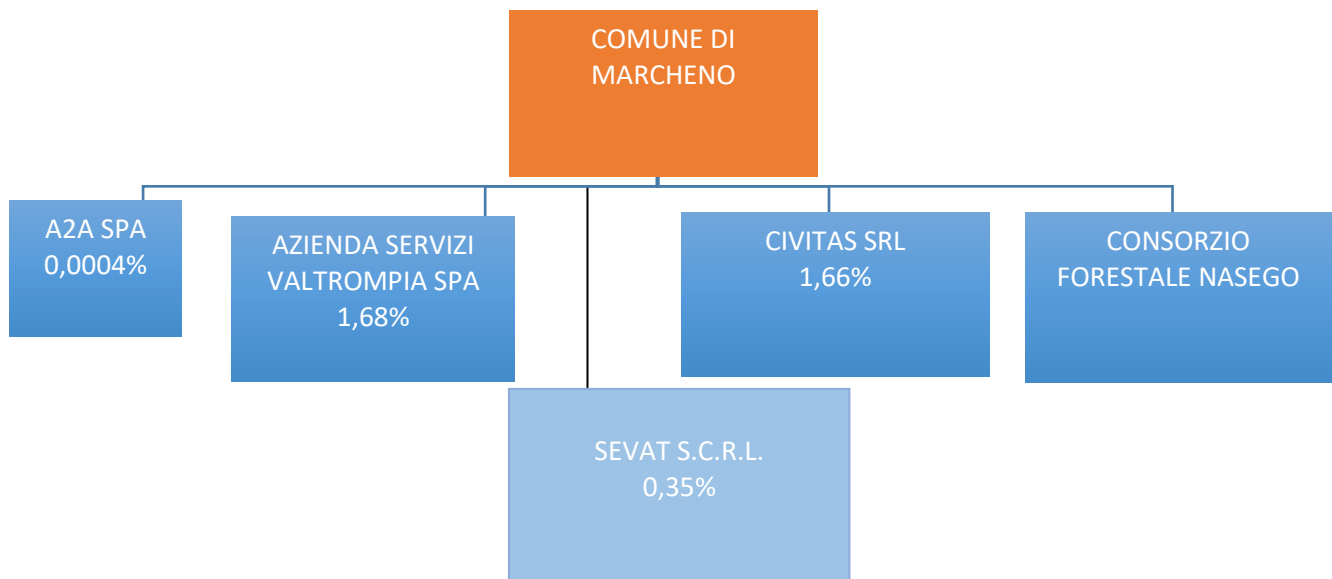 COMUNE DI
MARCHENO
A2A SPA
0,0004%
AZIENDA SERVIZI
VALTROMPIA SPA
1,68%
CIVITAS SRL
1,66%
CONSORZIO
FORESTALE NASEGO
SEVAT S.C.R.L.
0,35%